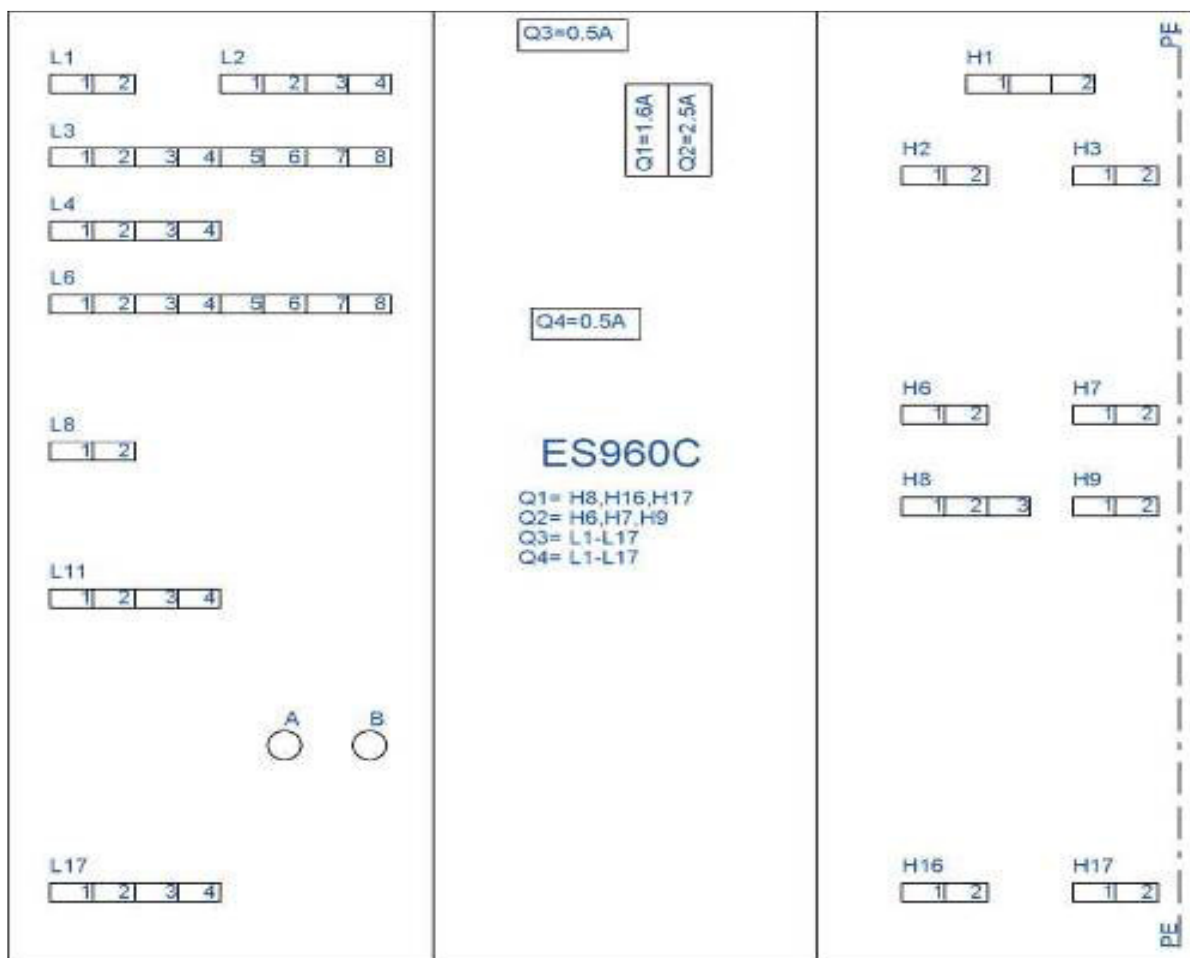 L1
1 2
L2
1 2 3 4
L3
1 2 3 4 5 6 7 8
L4
1 2 3 4
L6
1 2 3 4 5 6 7 8
L8
1 2
L11
1 2 3 4
A B
L17
1 2 3 4
Q3=0.5A
Q1=1.6A
Q2=2.5A
Q4=0.5A
ES960C
Q1= H8,H16,H17
Q2= H6,H7,H9
Q3= L1-L17
Q4= L1-L17
PE
H1
1 2
H2
1 2
H3
1 2
H6
1 2
H7
1 2
H8
1 2 3
H9
1 2
H16
1 2
H17
1 2
PE